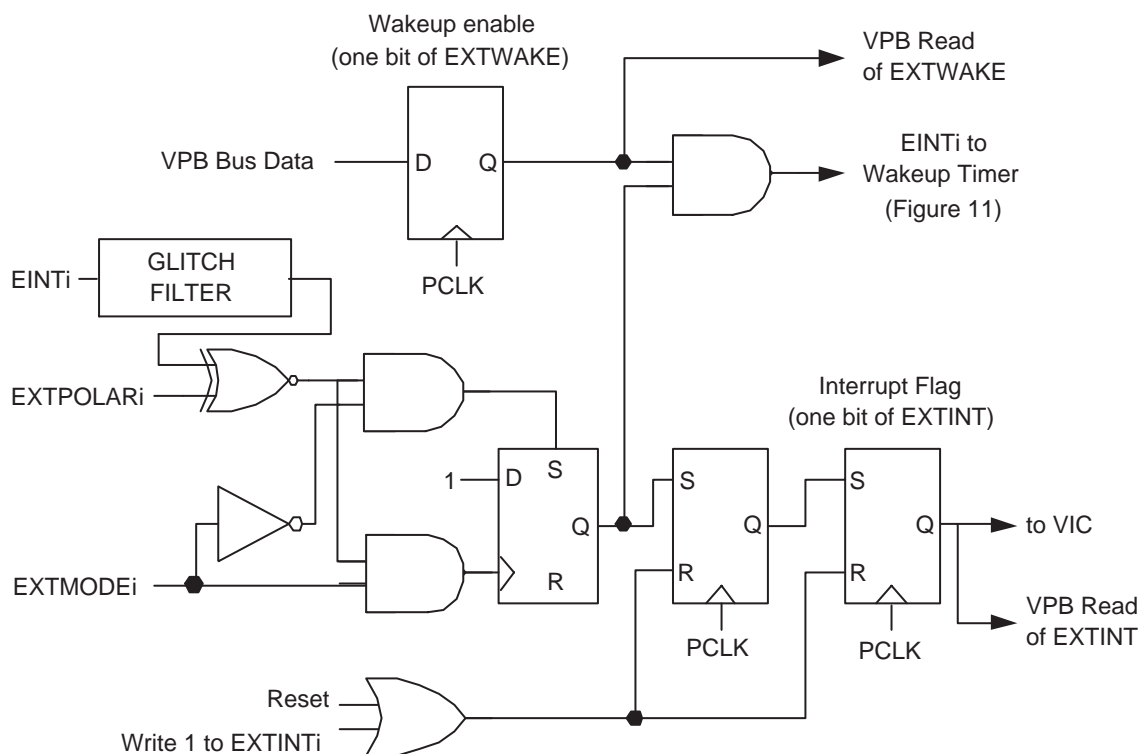 Wakeup enable
(one bit of EXTWAKE)
VPB Read
of EXTWAKE
VPB Bus Data
D
Q
EINTi to
Wakeup Timer
(Figure 11)
PCLK
EINTi
GLITCH
FILTER
EXTPOLARi
Interrupt Flag
(one bit of EXTINT)
1
D
S
Q
R
S
Q
R
PCLK
S
Q
R
PCLK
to VIC
EXTMODEi
VPB Read
of EXTINT
Reset
Write 1 to EXTINTi